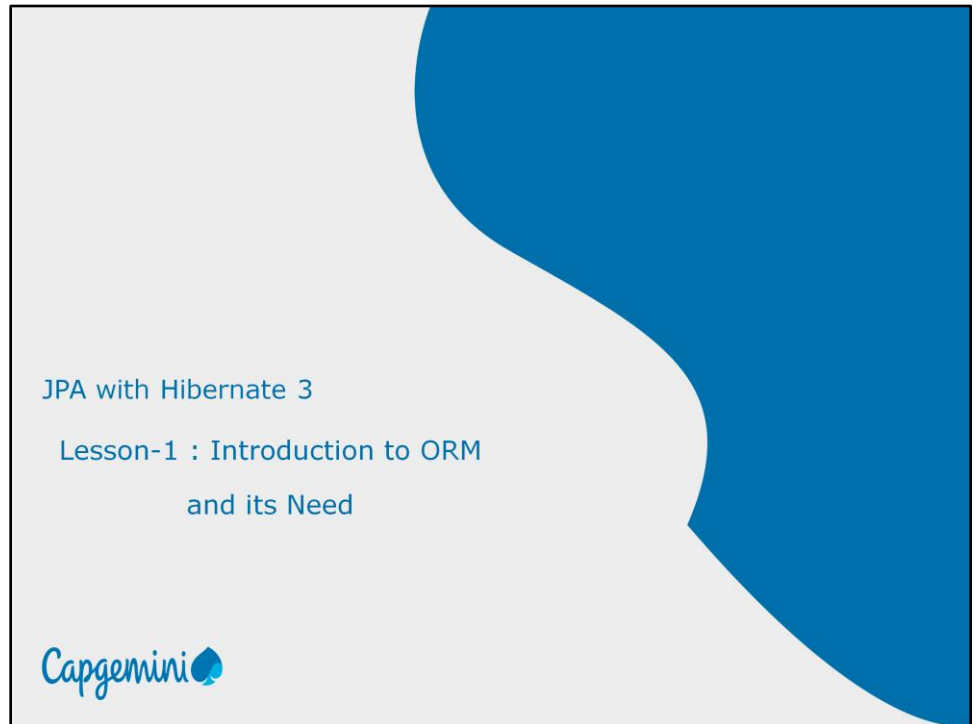 JPA with Hibernate 3
Lesson-1 : Introduction to ORM
and its Need
Capgemini